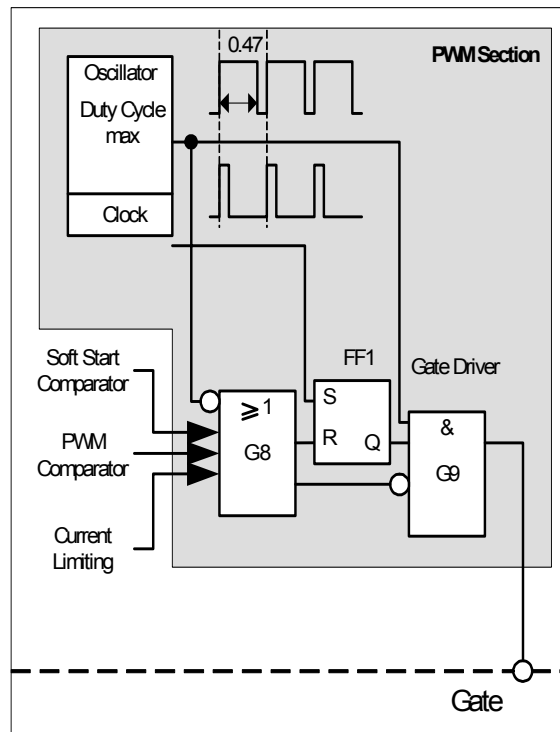 0.47
PWM Section
Oscillator
Duty Cycle
max
Clock
Soft Start
Comparator
PWM
Comparator
Current
Limiting
≥1
G8
FF1
S
R
Q
Gate Driver
&
G9
Gate